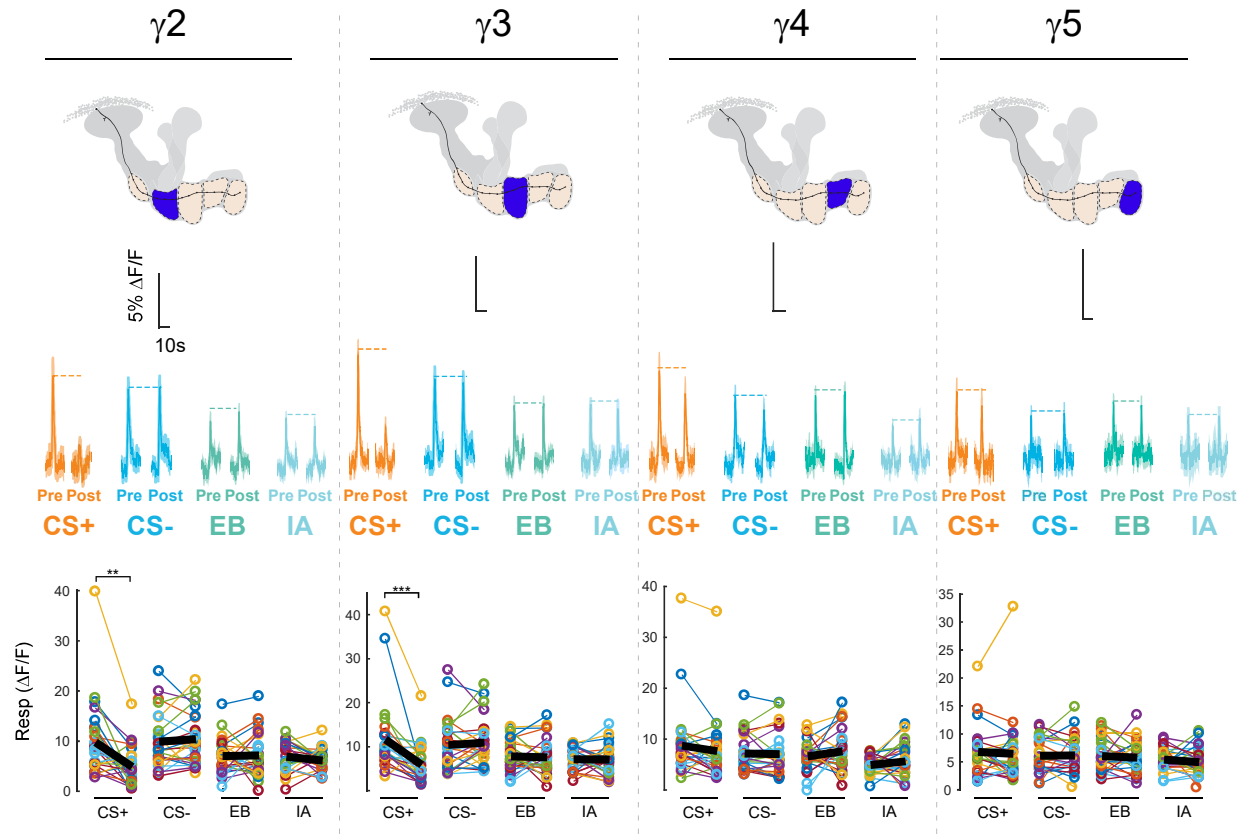 γ2 γ3 γ4 γ5
5% ΔF/F
10s
Pre Post Pre Post Pre Post Pre Post Pre Post Pre Post Pre Post Pre Post Pre Post Pre Post Pre Post Pre Post Pre Post Pre Post Pre Post Pre Post
CS+ CS- EB IA CS+ CS- EB IA CS+ CS- EB IA CS+ CS- EB IA
Resp (ΔF/F)
**
40
30
20
10
0
CS+ CS- EB IA
***
40
30
20
10
0
CS+ CS- EB IA
40
30
20
10
0
CS+ CS- EB IA
35
30
25
20
15
10
5
0
CS+ CS- EB IA